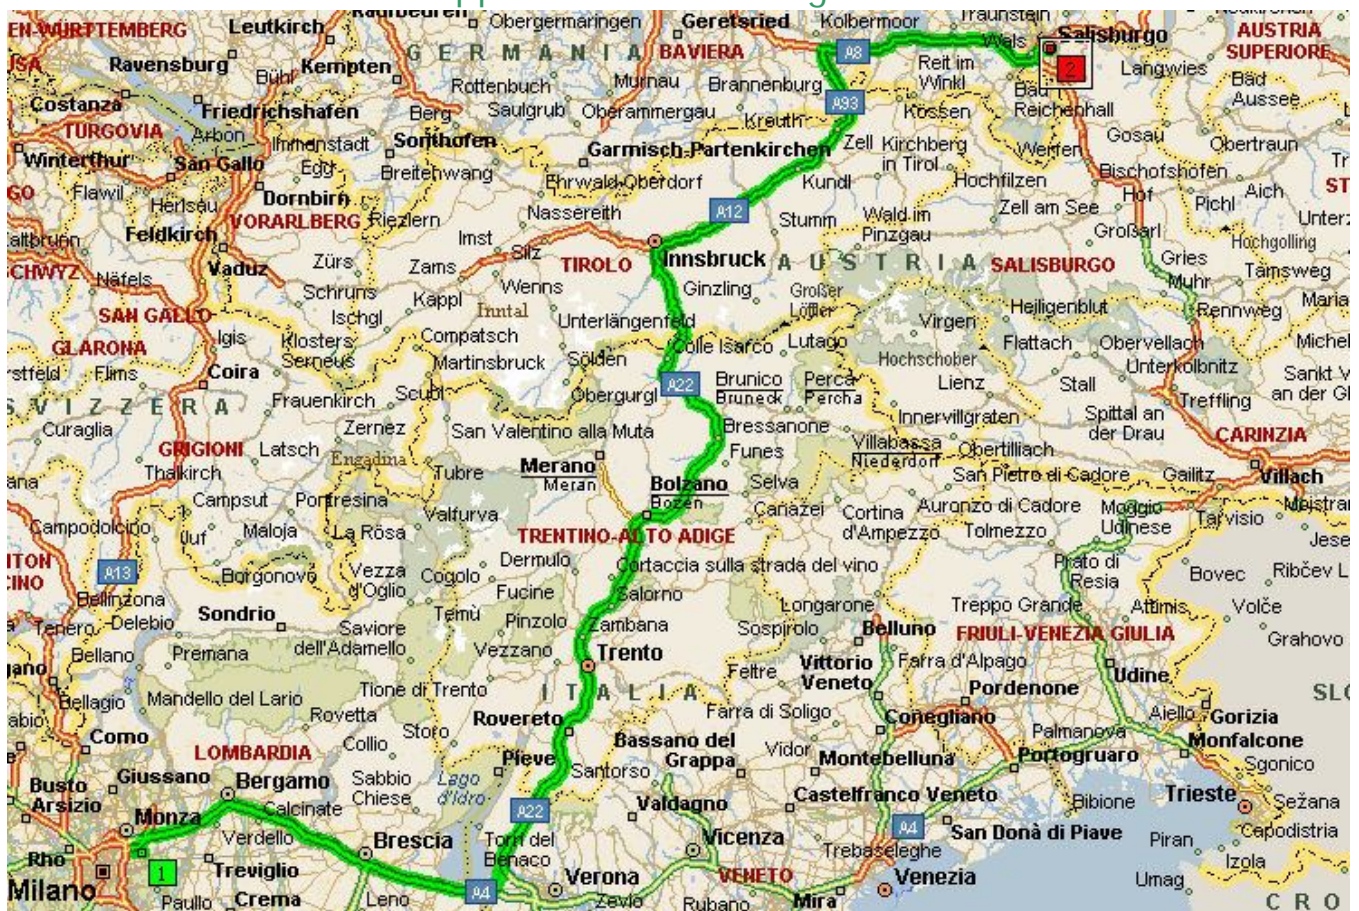 EN-WÜRTTEMBERG
Leutkirch
Obergermaringen
Geretsried
Kolbermoor
Salisburgo
AUSTRIA
SUPERIORE
GERMANIA
BAVIERA
A8
Wals
2
Ravensburg
Kempten
Bühl
Rottenbuch
Murnau
Brannenburg
Reit im
Winkl
Langwies
Bad
Aussee
Costanza
Friedrichshafen
Berg
Saulgrub
Oberammergau
A93
Kössen
Bad
Reichenhall
TURGOVIA
Arbon
Immenstadt
Sonthofen
Kreuth
Gosau
Obertraun
Winterthur
San Gallo
Egg
Breitenwang
Garmisch-Partenkirchen
Zell
Kirchberg
in Tirol
Werfen
Bischofshofen
Flawil
Herisau
Dornbirn
Ehrwald
Oberdorf
Kundl
Hochfilzen
Hof
Pichl
Aich
VORARLBERG
Riezlern
Nassereith
A12
Stumm
Wald im
Pinzgau
Zell am See
Feldkirch
Imst
Silz
Großarl
Hochgolling
Vaduz
Zürs
Zams
TIROLO
Innsbruck
AUSTRIA
SALISBURGO
Gries
Tamsweg
Näfels
Schruns
Kappl
Wenns
Ginzling
Großer
Löffler
Muhr
Rennweg
SAN GALLO
Ischgl
Inntal
Unterlängenfeld
Virgen
Heiligenblut
GLARONA
Igis
Klosters
Serneus
Compatsch
Martinsbruck
Sölden
Colle Isarco
Lutago
Hochschober
Flattach
Obervellach
Flims
Coira
A22
Brunico
Bruneck
Perca
Percha
Lienz
Stall
Unterkolbnitz
SVIZZERA
Frauenkirch
Scuol
Obergurgl
Treffling
Curaglia
Zernez
San Valentino alla Muta
Bressanone
Innervillgraten
Spittal an
der Drau
CARINZIA
GRIGIONI
Latsch
Engadina
Merano
Meran
Funes
Villabassa
Niederdorf
Obertilliach
Thalkirch
Tubre
Bolzano
Bozen
Selva
San Pietro di Cadore
Gailitz
Villach
Campsut
Pontresina
Valfurva
Canazei
Cortina
d'Ampezzo
Auronzo di Cadore
Moggio
Udinese
Tarvisio
Campodolcino
Juf
Maloja
La Rösa
TRENTINO-ALTO ADIGE
Tolmezzo
A13
Borgonovo
Vezza
d'Oglio
Cogolo
Dermulo
Cortaccia sulla strada del vino
Prato di
Resia
Bovec
Bellinzona
Fucine
Salorno
Longarone
Treppo Grande
Attimis
Volče
Tenero
Delebio
Sondrio
Temù
Pinzolo
Zambana
Sospirolo
Belluno
FRIULI-VENEZIA GIULIA
Grahovo
Bellano
Premana
Saviore
dell'Adamello
Vezzano
Trento
Feltre
Vittorio
Veneto
Farra d'Alpago
Udine
Bellagio
Mandello del Lario
Tione di Trento
ITALIA
Pordenone
Rovetta
Rovereto
Farra di Soligo
Conegliano
Aiello
Gorizia
Como
LOMBARDIA
Collio
Storo
Pieve
Bassano del
Grappa
Vidor
Montebelluna
Palmanova
Portogruaro
Monfalcone
Busto
Arsizio
Giussano
Bergamo
Sabbio
Chiese
Lago
d'Idro
Santorso
Sgonico
Calcinate
A22
Valdagno
Castelfranco Veneto
Bibione
Trieste
Sežana
Monza
Verdello
Brescia
Torri del
Benaco
Vicenza
A4
San Donà di Piave
Piran
Capodistria
Rho
1
Treviglio
Trebaseleghe
Izola
Milano
A4
Verona
VENETO
Venezia
Umag
Paullo
Crema
Leno
Zevio
Rubano
Mira
CRO